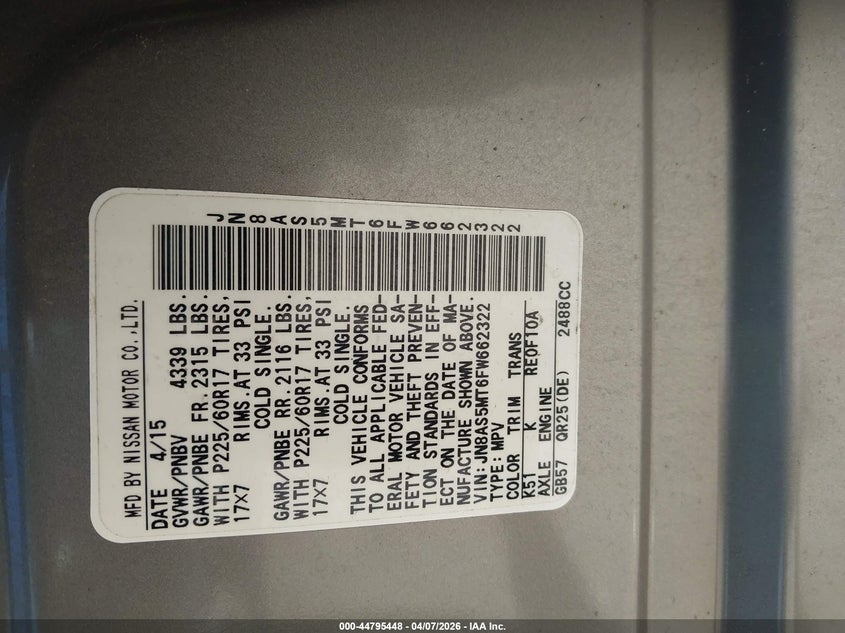 MFD BY NISSAN MOTOR CO.,LTD.
DATE 4/15
GVWR/PNBV 4339 LBS.
GAWR/PNBE FR. 2315 LBS.
WITH P225/60R17 TIRES,
17X7 RIMS.AT 33 PSI
COLD SINGLE.
GAWR/PNBE RR. 2116 LBS.
WITH P225/60R17 TIRES,
17X7 RIMS.AT 33 PSI
COLD SINGLE.
THIS VEHICLE CONFORMS
TO ALL APPLICABLE FED-
ERAL MOTOR VEHICLE SA-
FETY AND THEFT PREVEN-
TION STANDARDS IN EFF-
ECT ON THE DATE OF MA-
NUFACTURE SHOWN ABOVE.
VIN:JN8AS5MT6FW662322
TYPE:MPV
COLOR TRIM TRANS
K51 K RE0F10A
AXLE ENGINE
GB57 QR25(DE) 2488CC
JN8AS5MT6FW662322
000-44795448 - 04/07/2026 - IAA Inc.